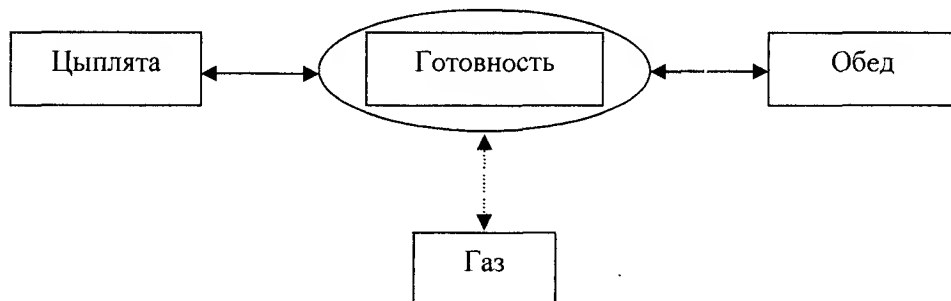 Цыплята
Готовность
Обед
Газ